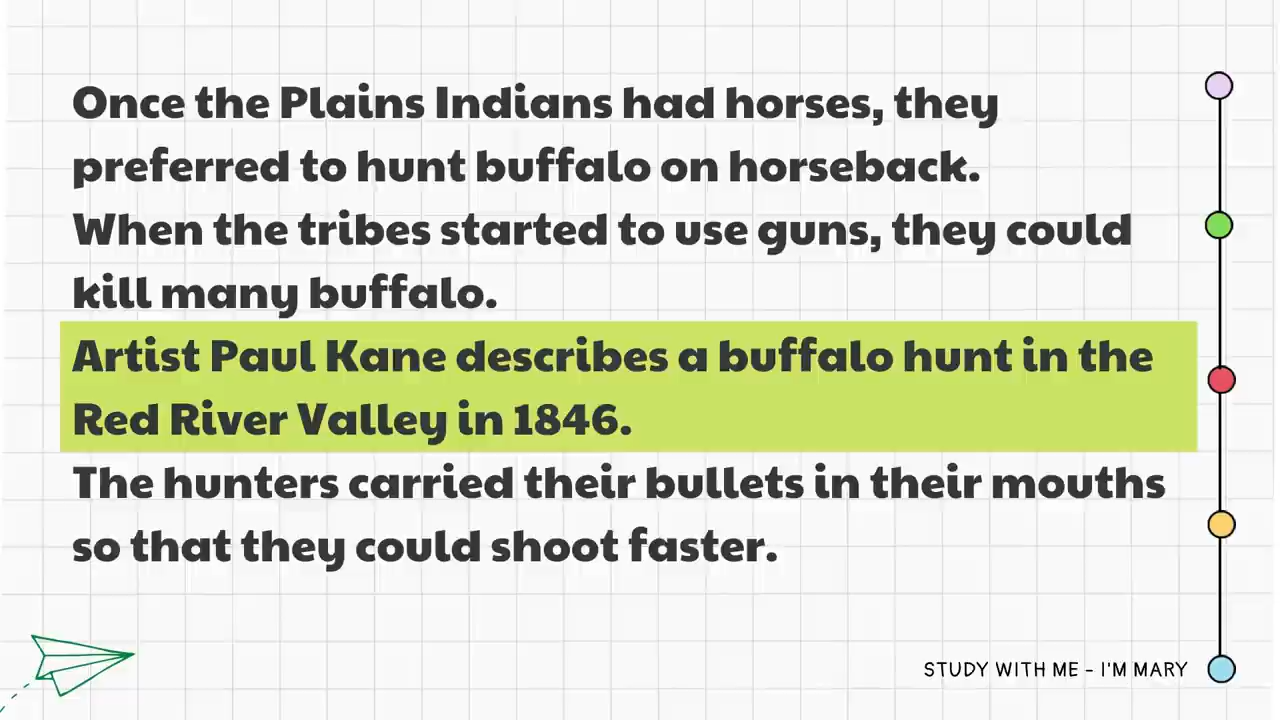 Once the Plains Indians had horses, they
preferred to hunt buffalo on horseback.
When the tribes started to use guns, they could
kill many buffalo.
Artist Paul Kane describes a buffalo hunt in the
Red River Valley in 1846.
The hunters carried their bullets in their mouths
so that they could shoot faster.
STUDY WITH ME - I'M MARY